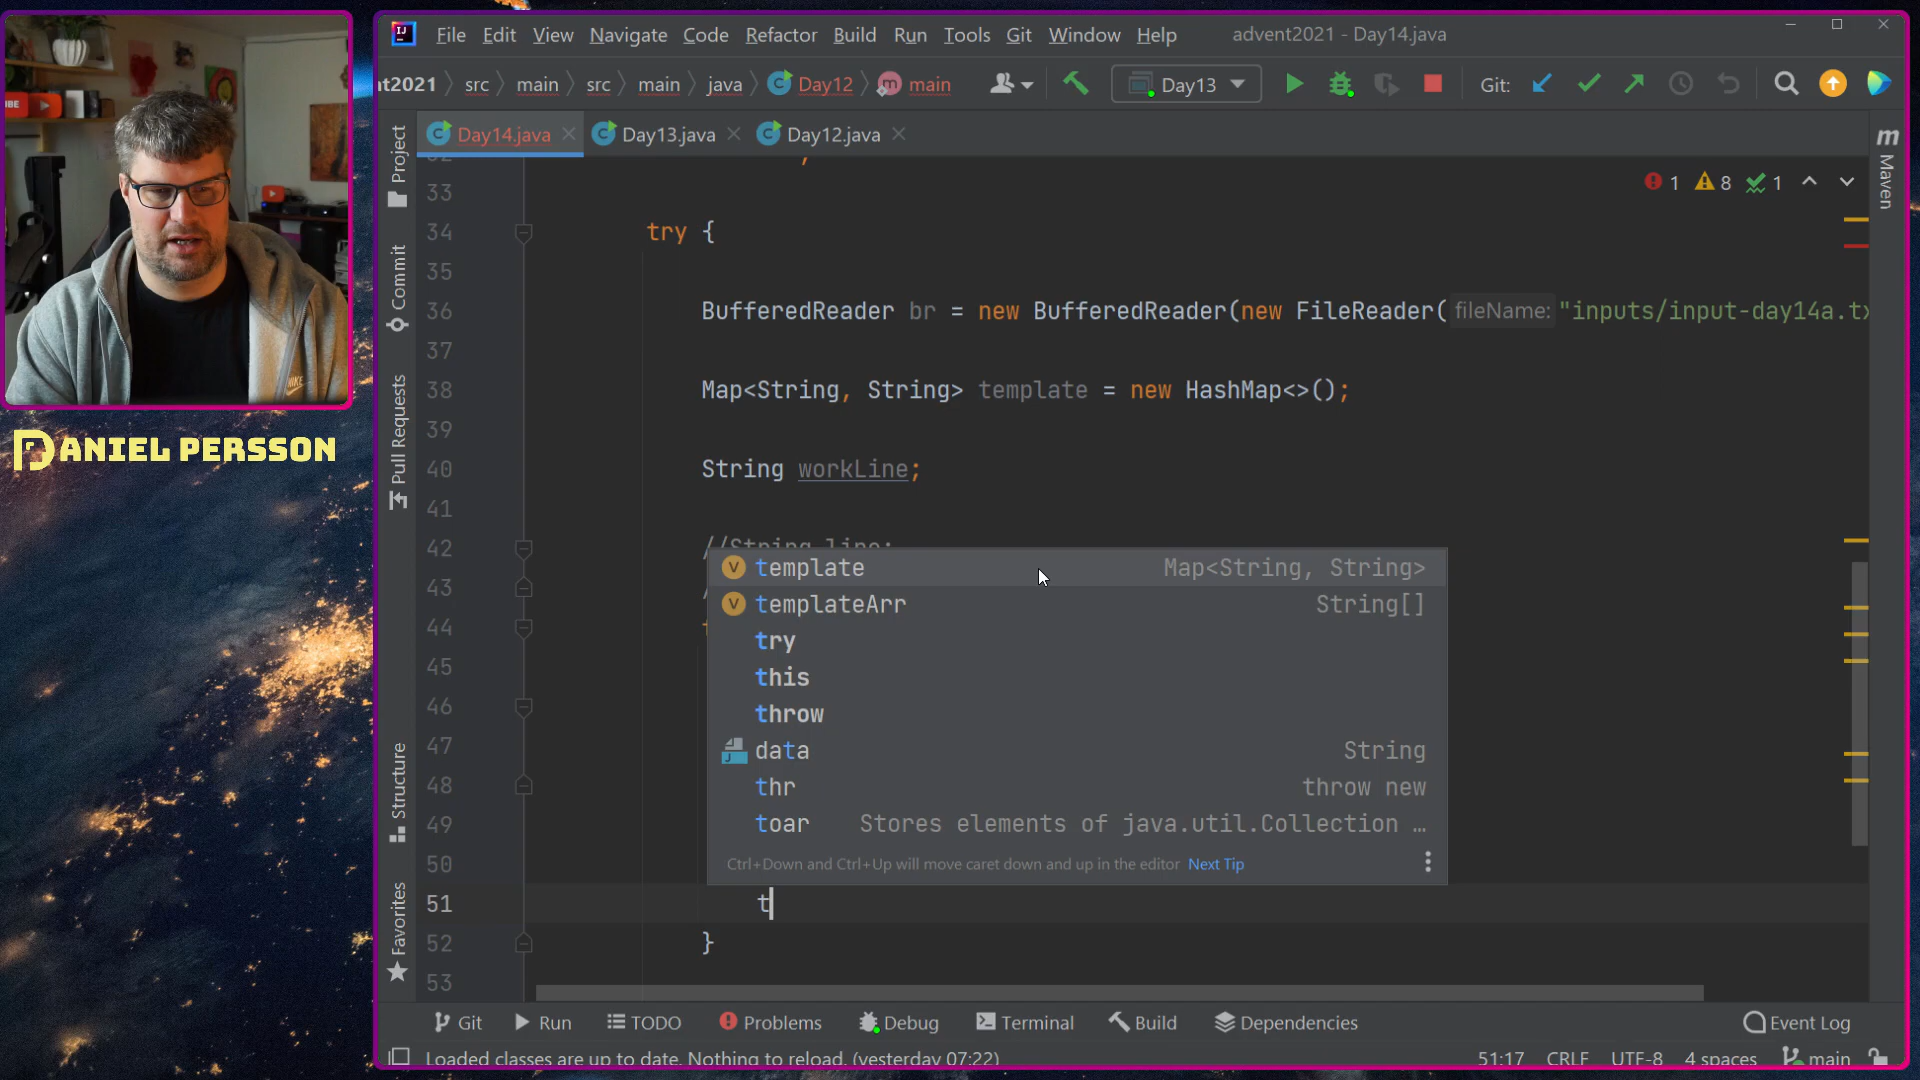 File Edit View Navigate Code Refactor Build Run Tools Git Window Help advent2021 - Day14.java
nt2021 src main src main java Day12 main Day13 Git:
Day14.java Day13.java Day12.java
Project
Commit
Pull Requests
Structure
Favorites
m
Maven
1 8 1
33
34 try {
35
36 BufferedReader br = new BufferedReader(new FileReader( fileName: "inputs/input-day14a.tx
37
38 Map<String, String> template = new HashMap<>();
39
40 String workLine;
41
42 //String line;
43
44
45
46
47
48
49
50
51 t
52 }
53
template Map<String, String>
templateArr String[]
try
this
throw
data String
thr throw new
toar Stores elements of java.util.Collection …
Ctrl+Down and Ctrl+Up will move caret down and up in the editor Next Tip
DANIEL PERSSON
Git Run TODO Problems Debug Terminal Build Dependencies Event Log
Loaded classes are up to date. Nothing to reload. (yesterday 07:22) 51:17 CRLF UTF-8 4 spaces main